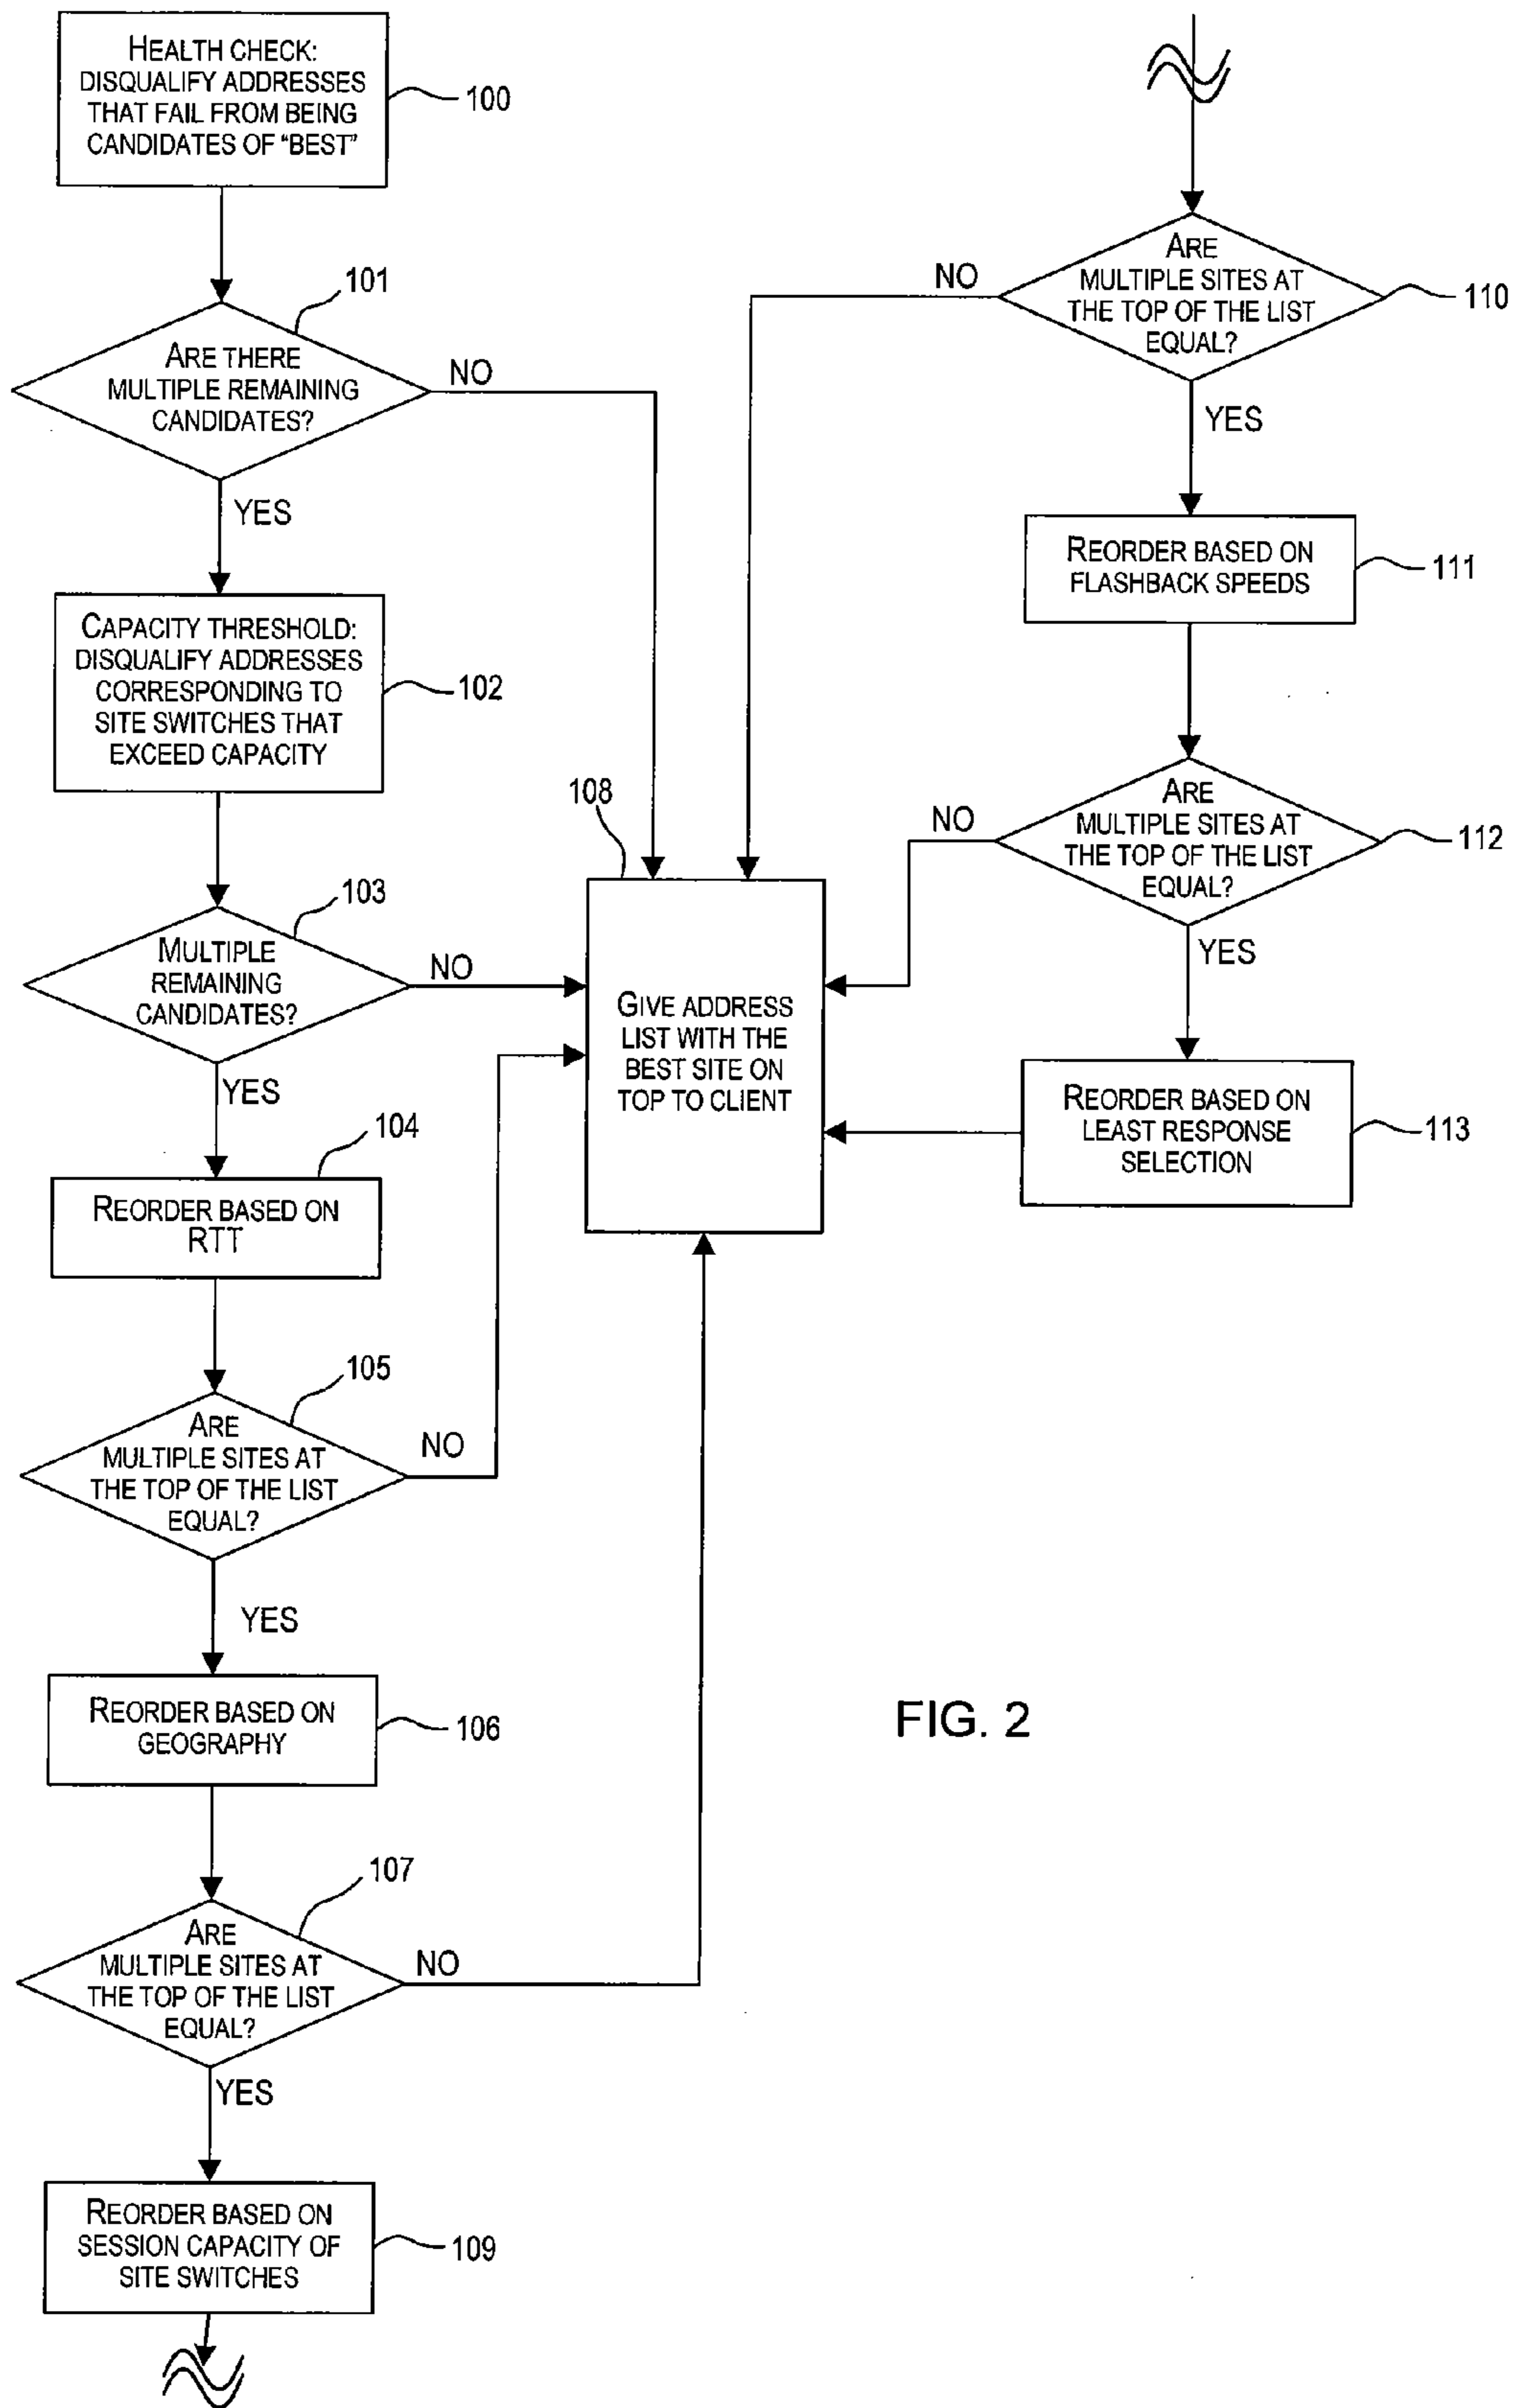 HEALTH CHECK:
DISQUALIFY ADDRESSES
THAT FAIL FROM BEING
CANDIDATES OF "BEST"
100
101
ARE THERE
MULTIPLE REMAINING
CANDIDATES?
NO
YES
CAPACITY THRESHOLD:
DISQUALIFY ADDRESSES
CORRESPONDING TO
SITE SWITCHES THAT
EXCEED CAPACITY
102
103
MULTIPLE
REMAINING
CANDIDATES?
NO
YES
104
REORDER BASED ON
RTT
105
ARE
MULTIPLE SITES AT
THE TOP OF THE LIST
EQUAL?
NO
YES
REORDER BASED ON
GEOGRAPHY
106
107
ARE
MULTIPLE SITES AT
THE TOP OF THE LIST
EQUAL?
NO
YES
REORDER BASED ON
SESSION CAPACITY OF
SITE SWITCHES
109
108
GIVE ADDRESS
LIST WITH THE
BEST SITE ON
TOP TO CLIENT
ARE
MULTIPLE SITES AT
THE TOP OF THE LIST
EQUAL?
110
NO
YES
REORDER BASED ON
FLASHBACK SPEEDS
111
ARE
MULTIPLE SITES AT
THE TOP OF THE LIST
EQUAL?
112
NO
YES
REORDER BASED ON
LEAST RESPONSE
SELECTION
113
FIG. 2